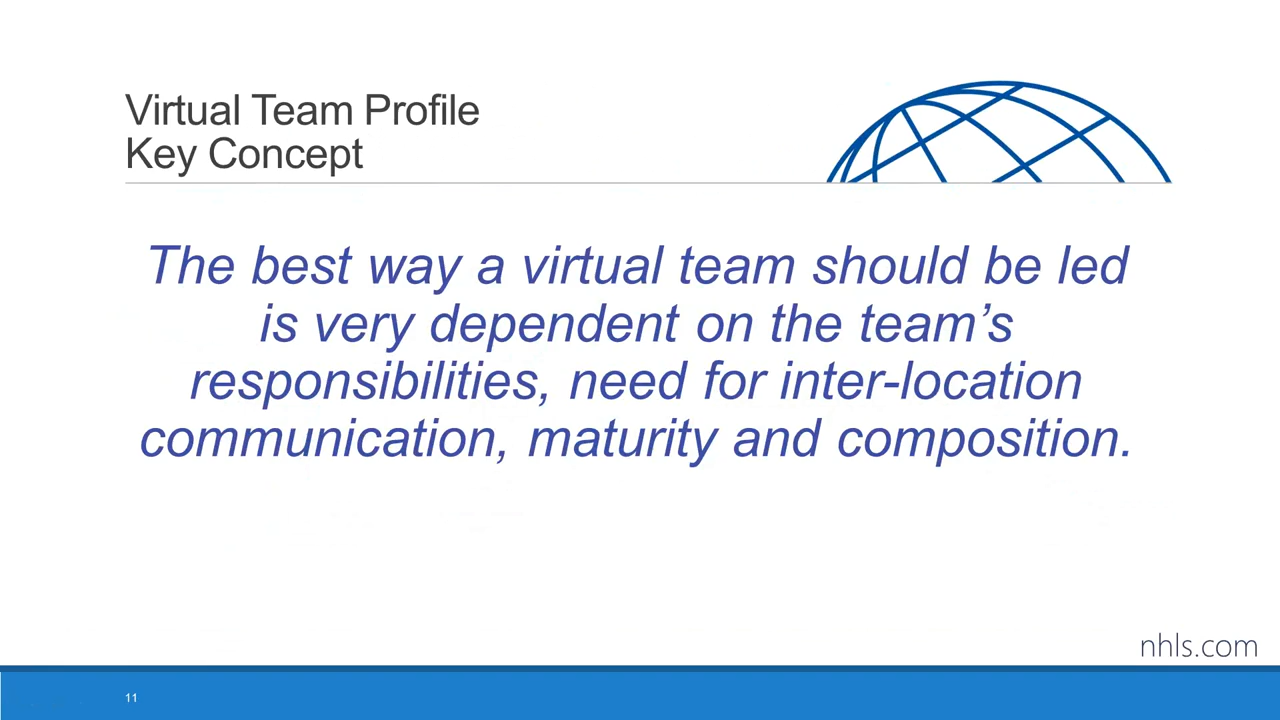 Virtual Team Profile
Key Concept
The best way a virtual team should be led
is very dependent on the team’s
responsibilities, need for inter-location
communication, maturity and composition.
nhls.com
11